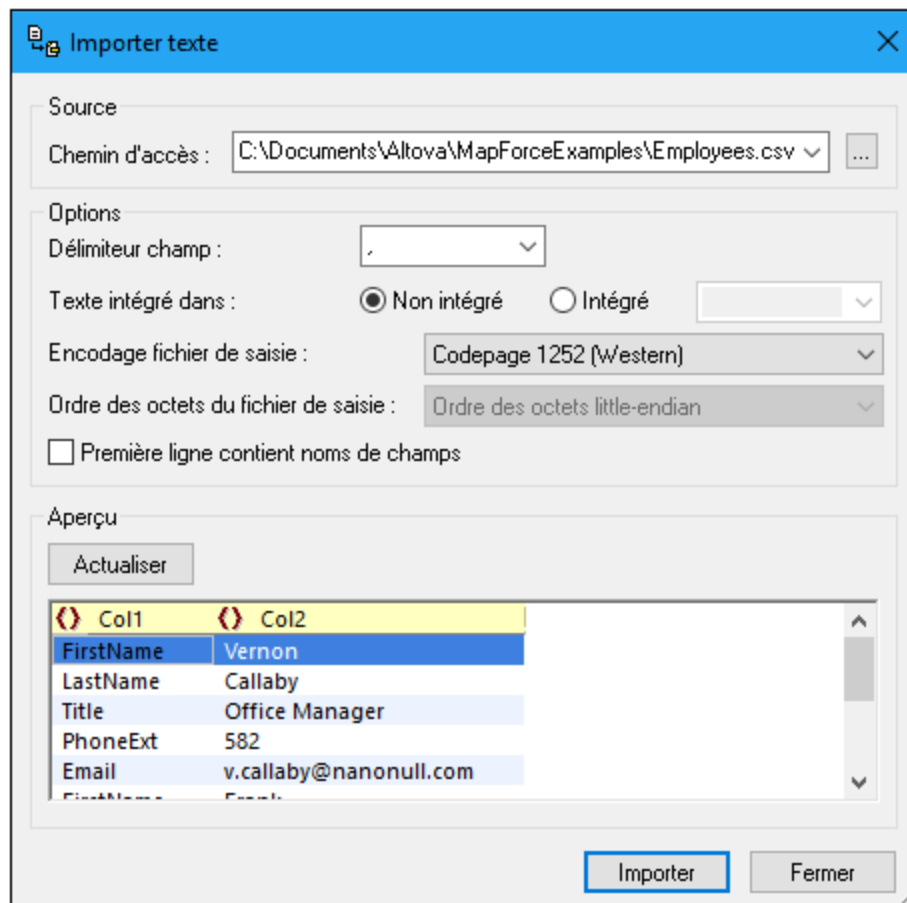 Importer texte
Source
Chemin d'accès : C:\Documents\Altova\MapForceExamples\Employees.csv ...
Options
Délimiteur champ : ,
Texte intégré dans : Non intégré Intégré
Encodage fichier de saisie : Codepage 1252 (Western)
Ordre des octets du fichier de saisie : Ordre des octets little-endian
Première ligne contient noms de champs
Aperçu
Actualiser
Col1 Col2
FirstName Vernon
LastName Callaby
Title Office Manager
PhoneExt 582
Email v.callaby@nanonull.com
FirstName Frank
Importer Fermer